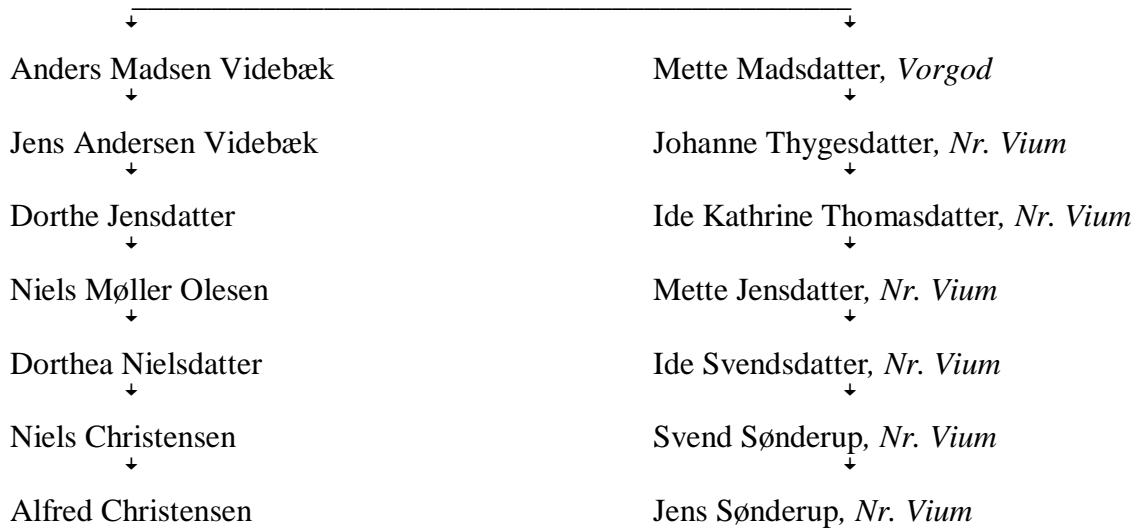 Anders Madsen Videbæk Mette Madsdatter, Vorgod
Jens Andersen Videbæk Johanne Thygesdatter, Nr. Vium
Dorthe Jensdatter Ide Kathrine Thomasdatter, Nr. Vium
Niels Møller Olesen Mette Jensdatter, Nr. Vium
Dorthea Nielsdatter Ide Svendsdatter, Nr. Vium
Niels Christensen Svend Sønderup, Nr. Vium
Alfred Christensen Jens Sønderup, Nr. Vium